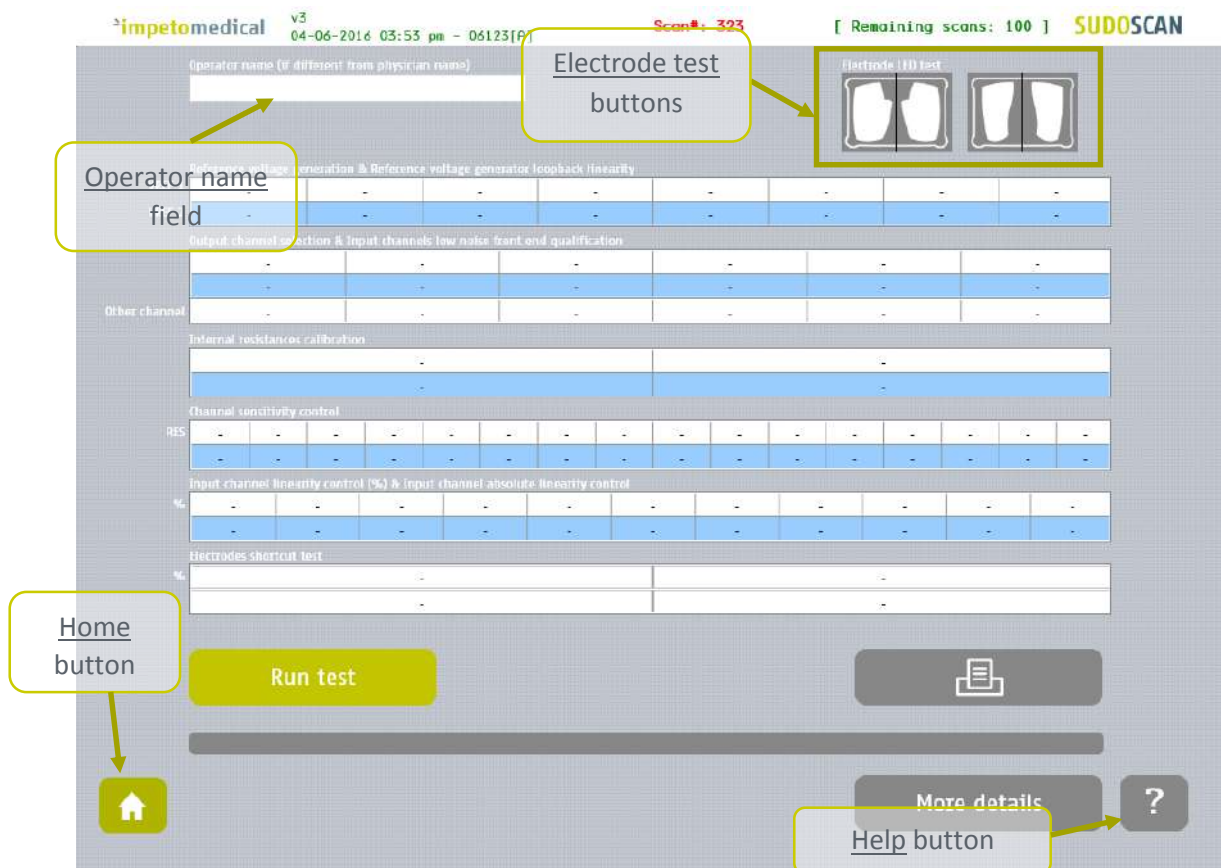 impetomedical
v3
04-06-2016 03:53 pm - 06123[A]
Scan#: 323
[ Remaining scans: 100 ]
SUDOSCAN
Operator name (if different from physician name)
Electrode test
buttons
Electrode LED test
Operator name
field
Reference voltage generation & Reference voltage generator loopback linearity
- - - - - - - -
- - - - - - - -
Output channel selection & Input channels low noise front end qualification
- - - - - -
- - - - - -
Other channel - - - - - -
Internal resistances calibration
- -
- -
Channel sensitivity control
RES - - - - - - - - - - - - - - - -
- - - - - - - - - - - - - - - -
Input channel linearity control (%) & Input channel absolute linearity control
% - - - - - - - - - - -
- - - - - - - - - - -
Electrodes shortcut test
% - -
- -
Home
button
Run test
More details
?
Help button